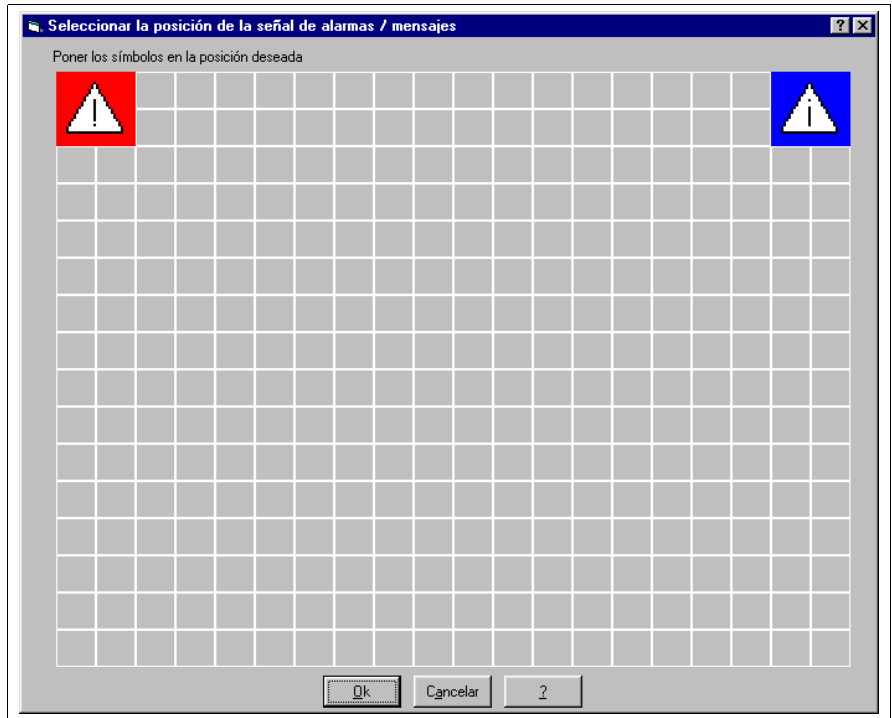 Seleccionar la posición de la señal de alarmas / mensajes
Poner los símbolos en la posición deseada
!
i
Ok
Cancelar
?